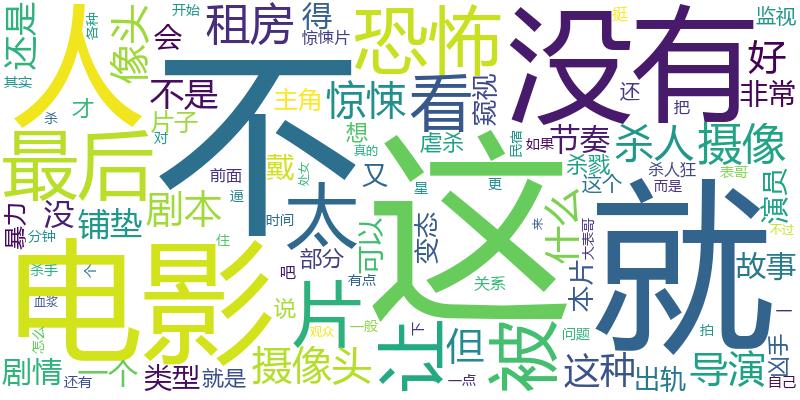 人
不
这
就
没有
电影
恐怖
最后
太
片
让
被
看
租房
得
惊悚片
开始
各种
挺
监视
还是
像头
会
其实
好
非常
不是
主角
惊悚
窥视
还
把
才
片子
想
虐杀
节奏
杀人
摄像
杀
对
前面
戴
真的
民宿
如果
杀戮
杀人狂
表哥
暴力
没
铺垫
剧本
逼
处女
又
星
更
这个
而是
演员
时间
变态
什么
不过
分钟
住
部分
可以
来
大表哥
本片
故事
杀手
个
吧
有点
关系
血浆
说
一
怎么
观众
一般
下
但
问题
拍
凶手
剧情
还有
一个
类型
就是
摄像头
一点
这种
出轨
导演
自己